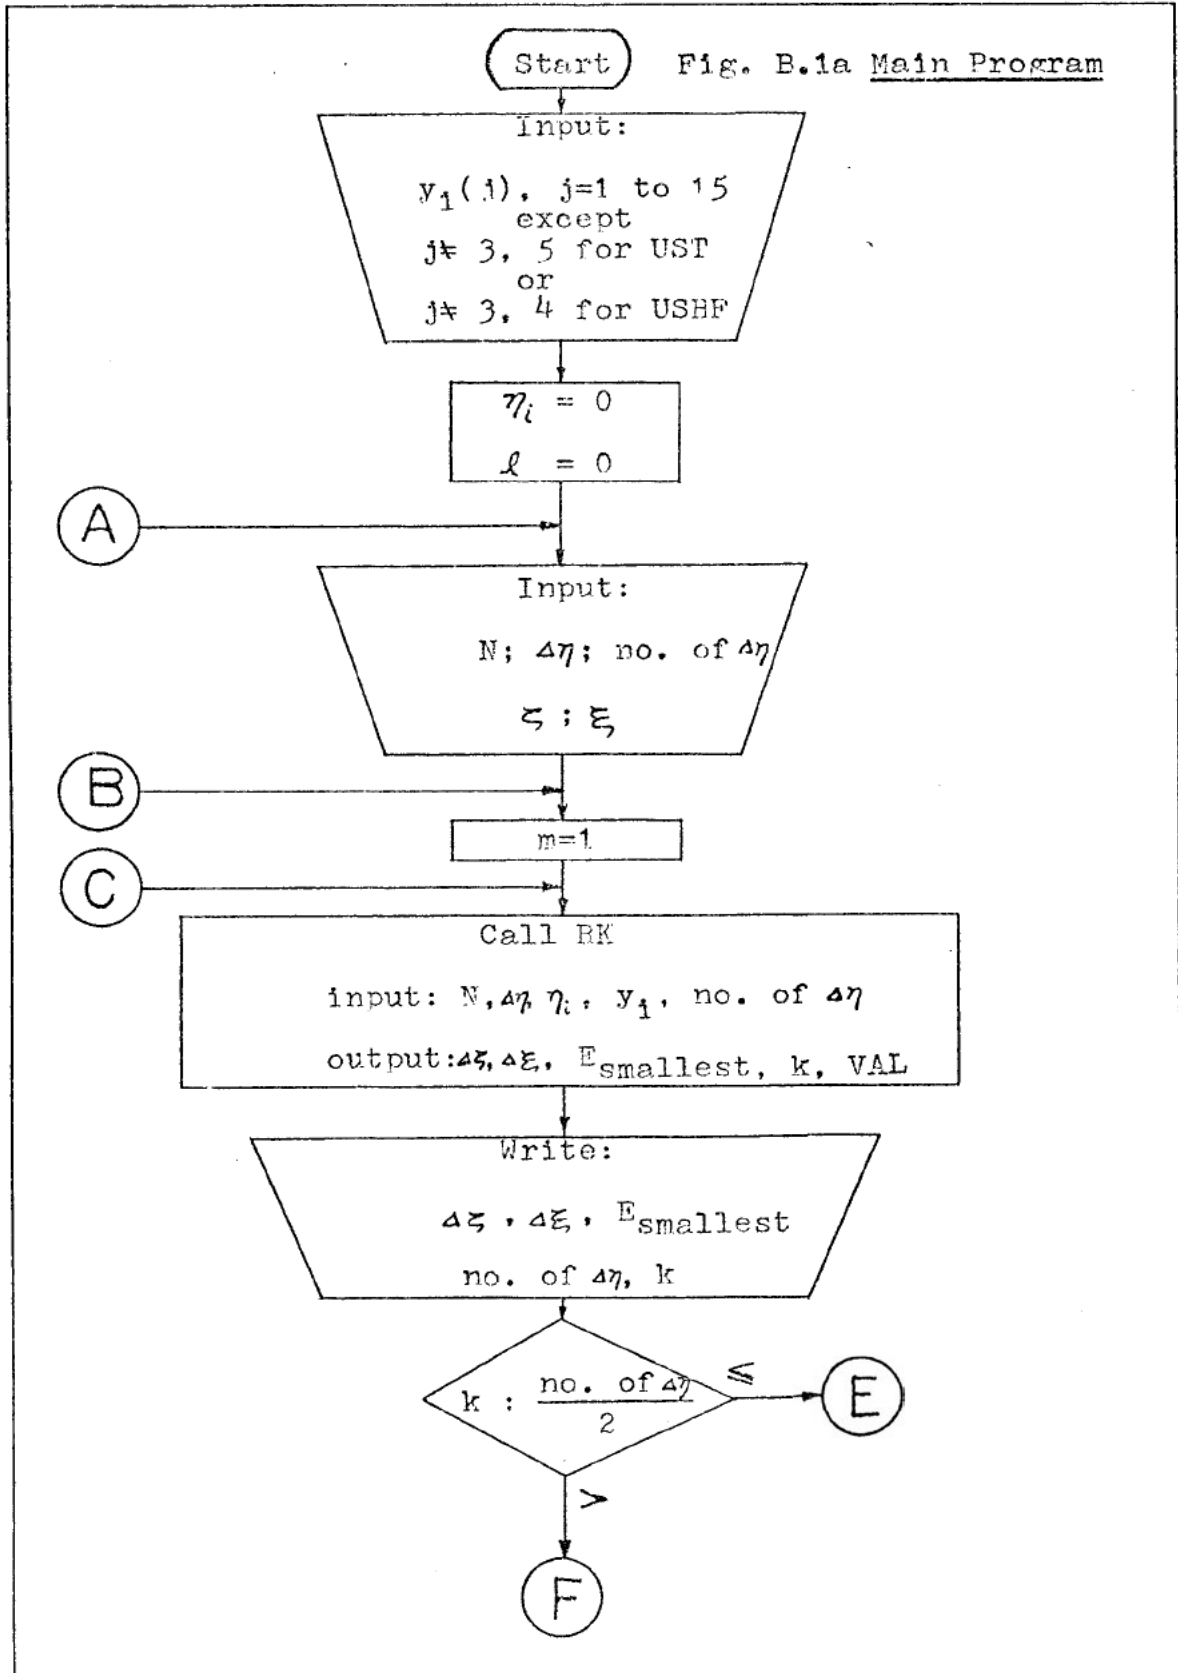 Start
Fig. B.1a Main Program
Input:
y₁(j), j=1 to 15
except
j≠ 3, 5 for UST
or
j≠ 3, 4 for USHF
ηᵢ = 0
ℓ = 0
A
Input:
N; Δη; no. of Δη
ζ ; ξ
B
m=1
C
Call RK
input: N, Δη, ηᵢ, y₁, no. of Δη
output: Δζ, Δξ, E smallest, k, VAL
Write:
Δζ, Δξ, E smallest
no. of Δη, k
k : no. of Δη
2
≤
E
>
F